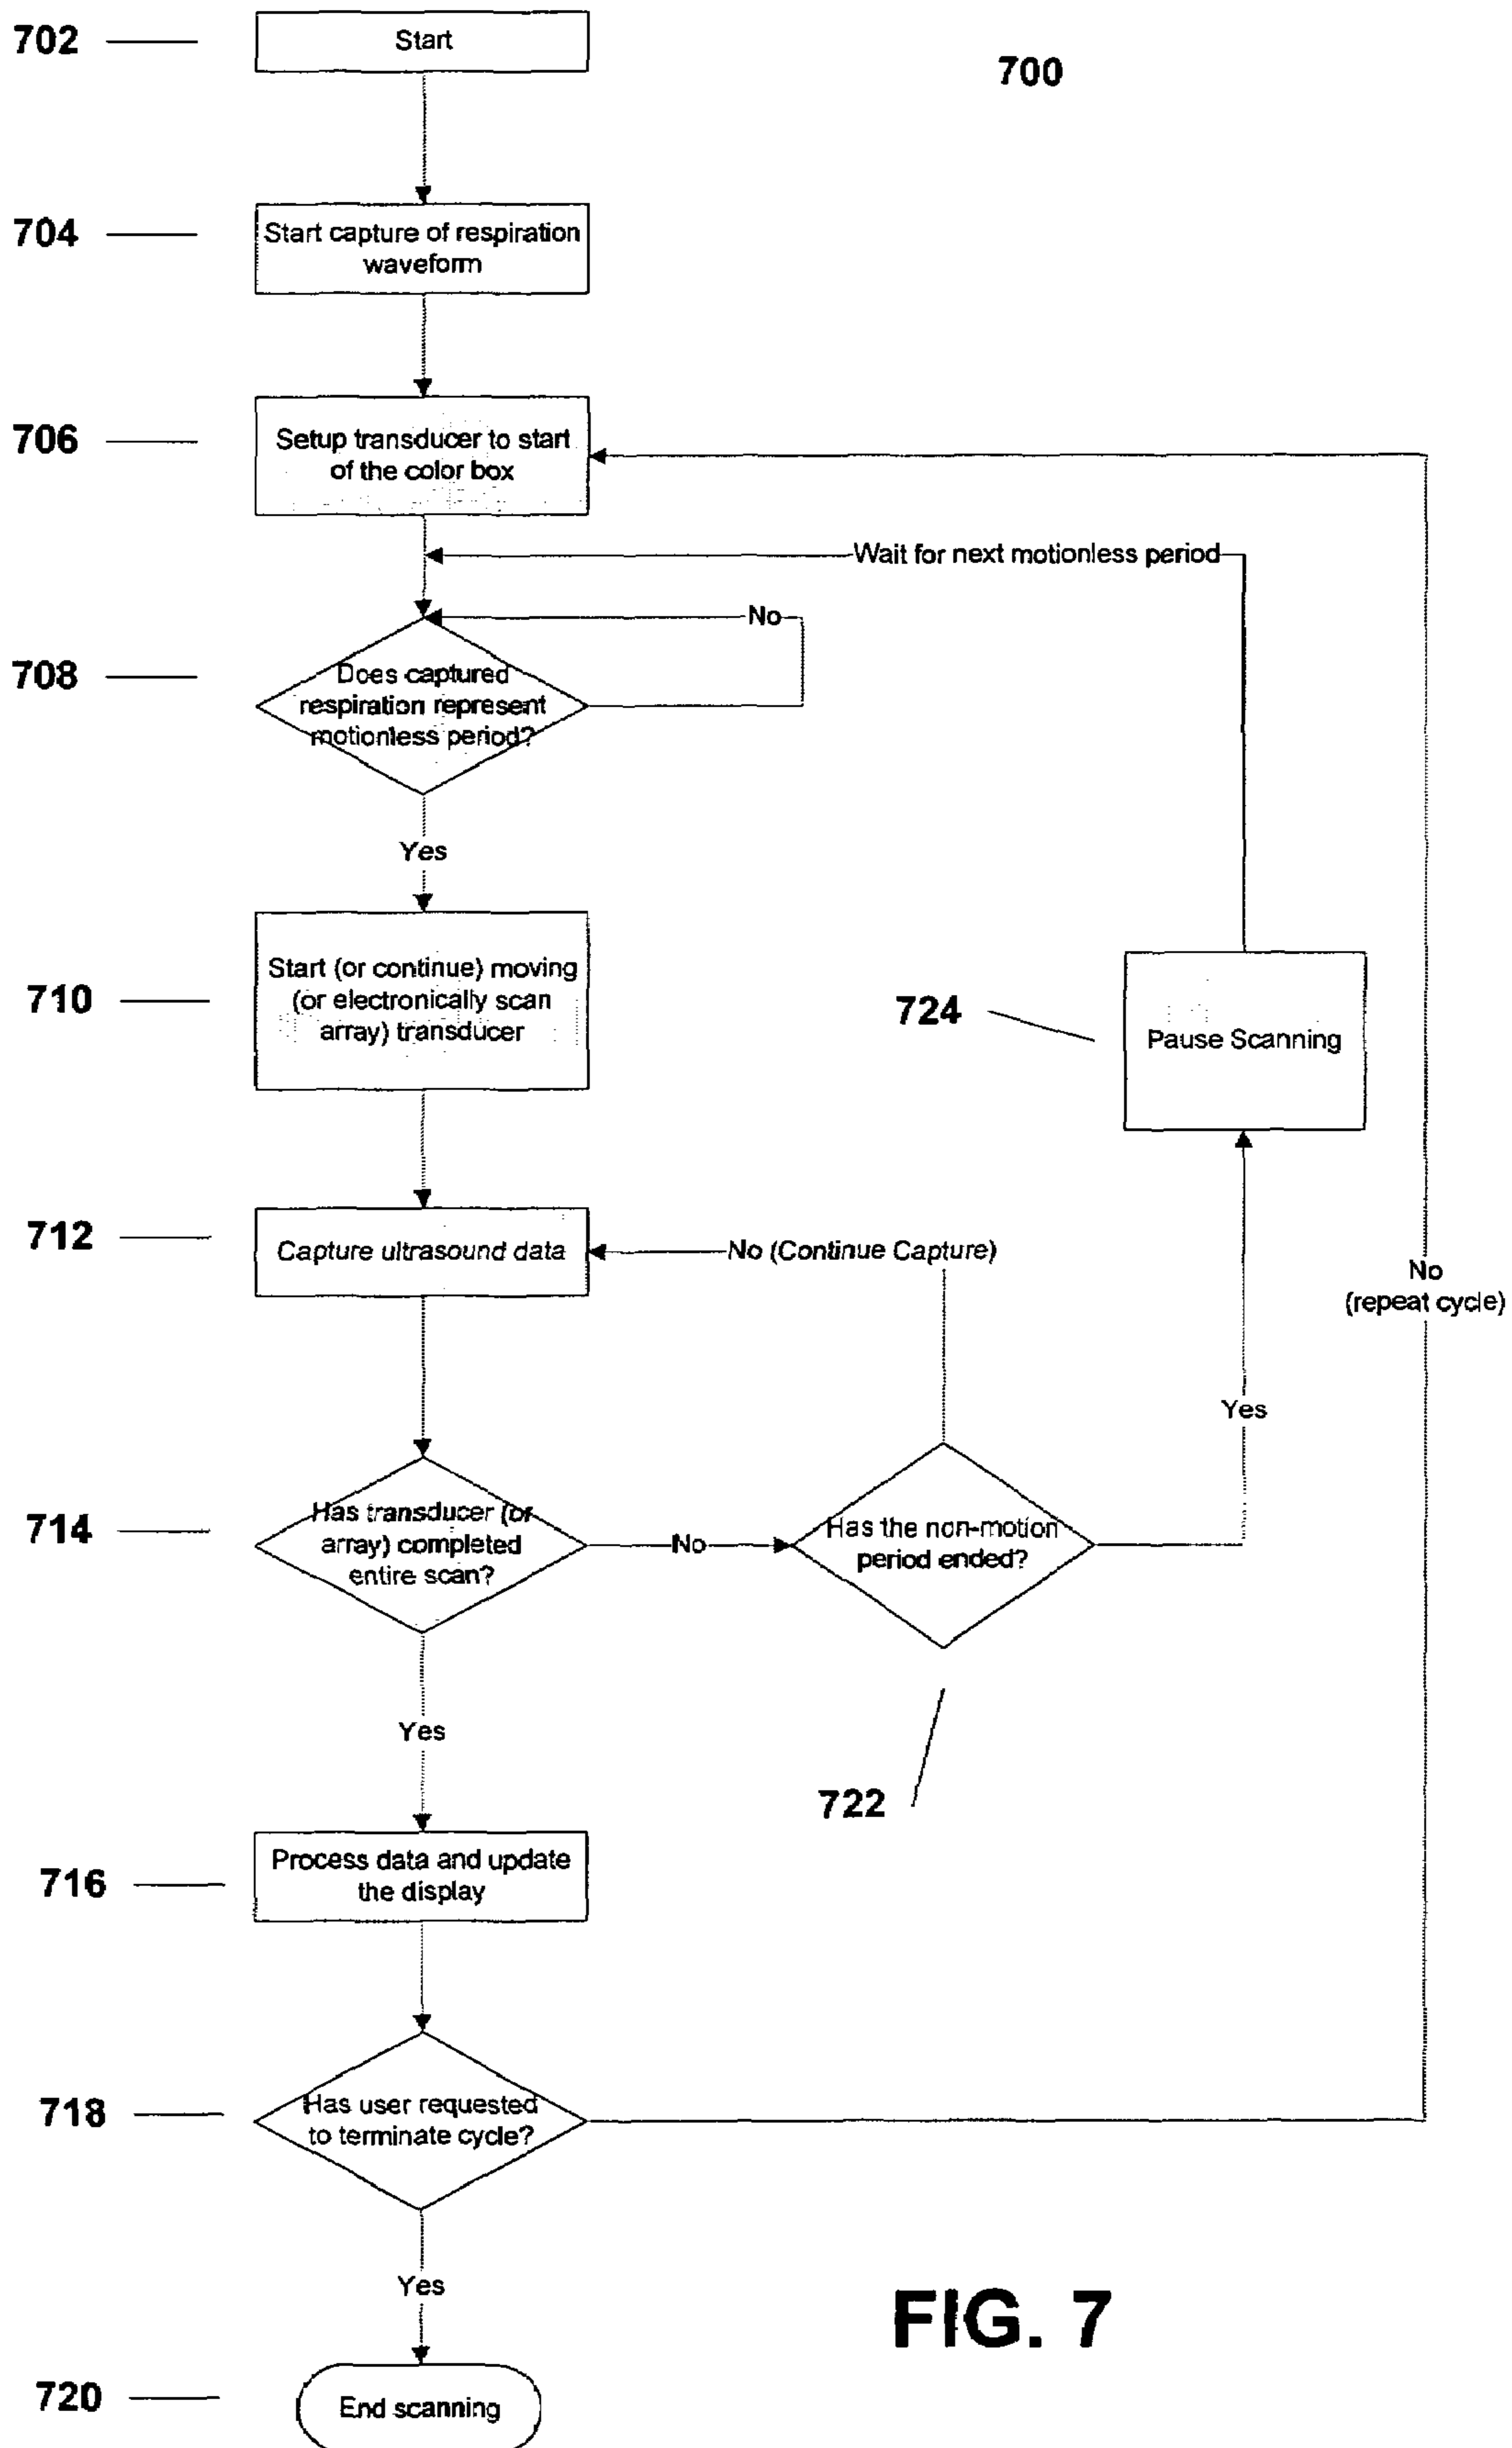 702
Start
700
704
Start capture of respiration
waveform
706
Setup transducer to start
of the color box
Wait for next motionless period
No
708
Does captured
respiration represent
motionless period?
Yes
710
Start (or continue) moving
(or electronically scan
array) transducer
724
Pause Scanning
712
Capture ultrasound data
No (Continue Capture)
No
(repeat cycle)
Yes
714
Has transducer (or
array) completed
entire scan?
No
Has the non-motion
period ended?
Yes
722
716
Process data and update
the display
718
Has user requested
to terminate cycle?
Yes
FIG. 7
720
End scanning